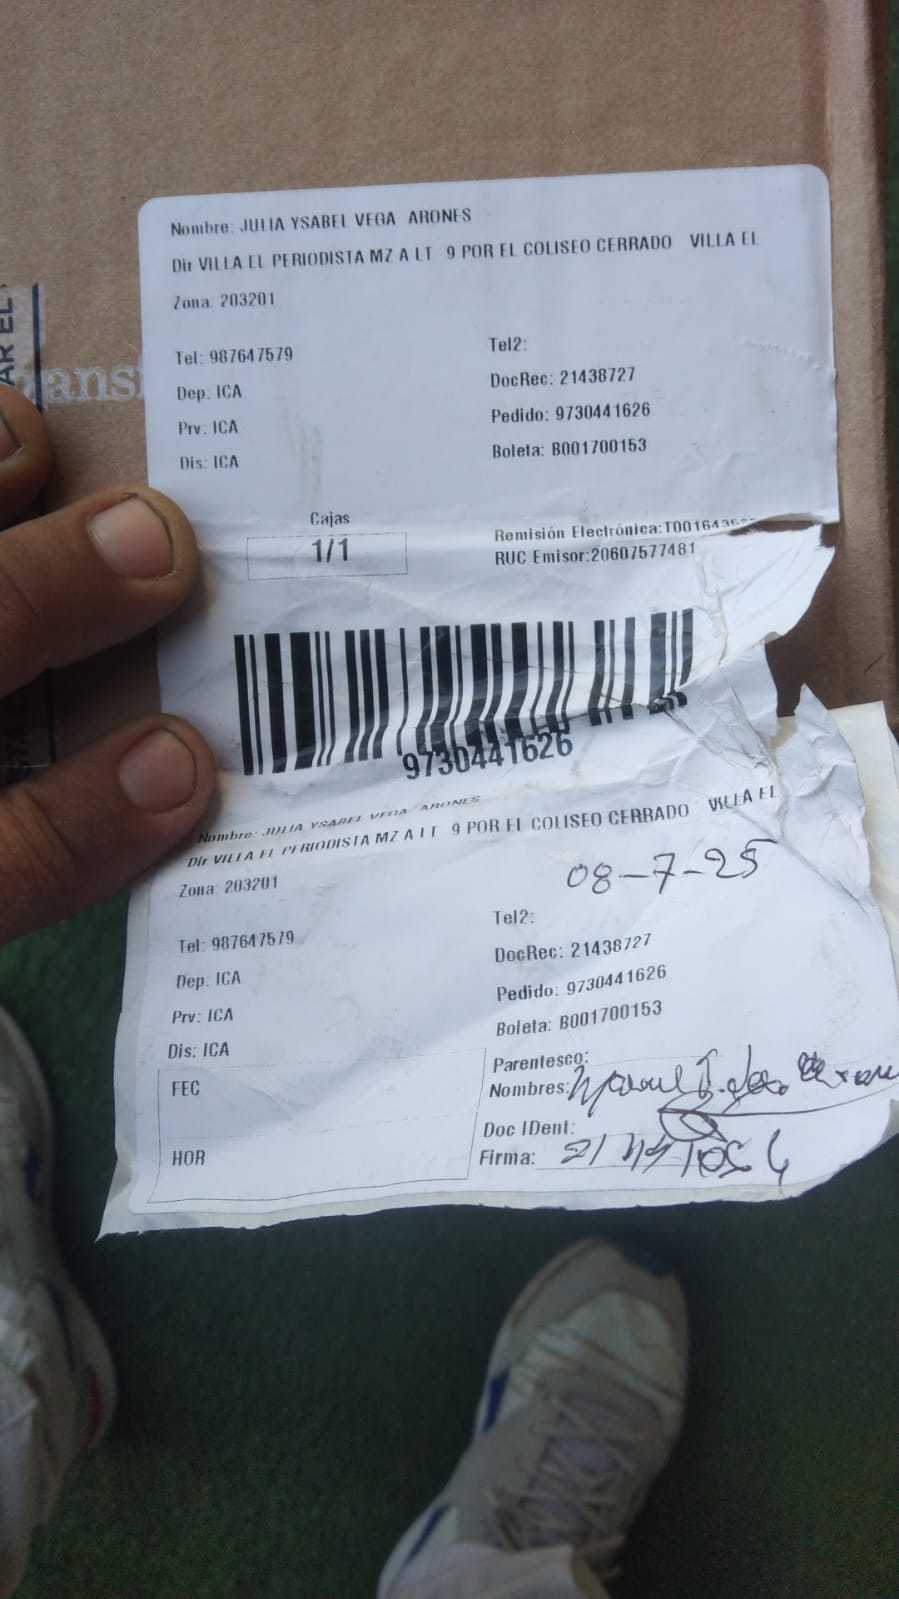 AR EL
ansi
Nombre: JULIA YSABEL VEGA ARONES
Dir VILLA EL PERIODISTA MZ A LT 9 POR EL COLISEO CERRADO VILLA EL
Zona: 203201
Tel: 987647579
Tel2:
Dep: ICA
DocRec: 21438727
Prv: ICA
Pedido: 9730441626
Dis: ICA
Boleta: B001700153
Cajas
1/1
Remisión Electrónica:T001643
RUC Emisor:20607577481
9730441626
Nombre: JULIA YSABEL VEGA ARONES
Dir VILLA EL PERIODISTA MZ A LT 9 POR EL COLISEO CERRADO VILLA EL
Zona: 203201
08-7-25
Tel: 987647579
Tel2:
Dep: ICA
DocRec: 21438727
Prv: ICA
Pedido: 9730441626
Dis: ICA
Boleta: B001700153
FEC
Parentesco:
Nombres:
Doc IDent:
HOR
Firma: